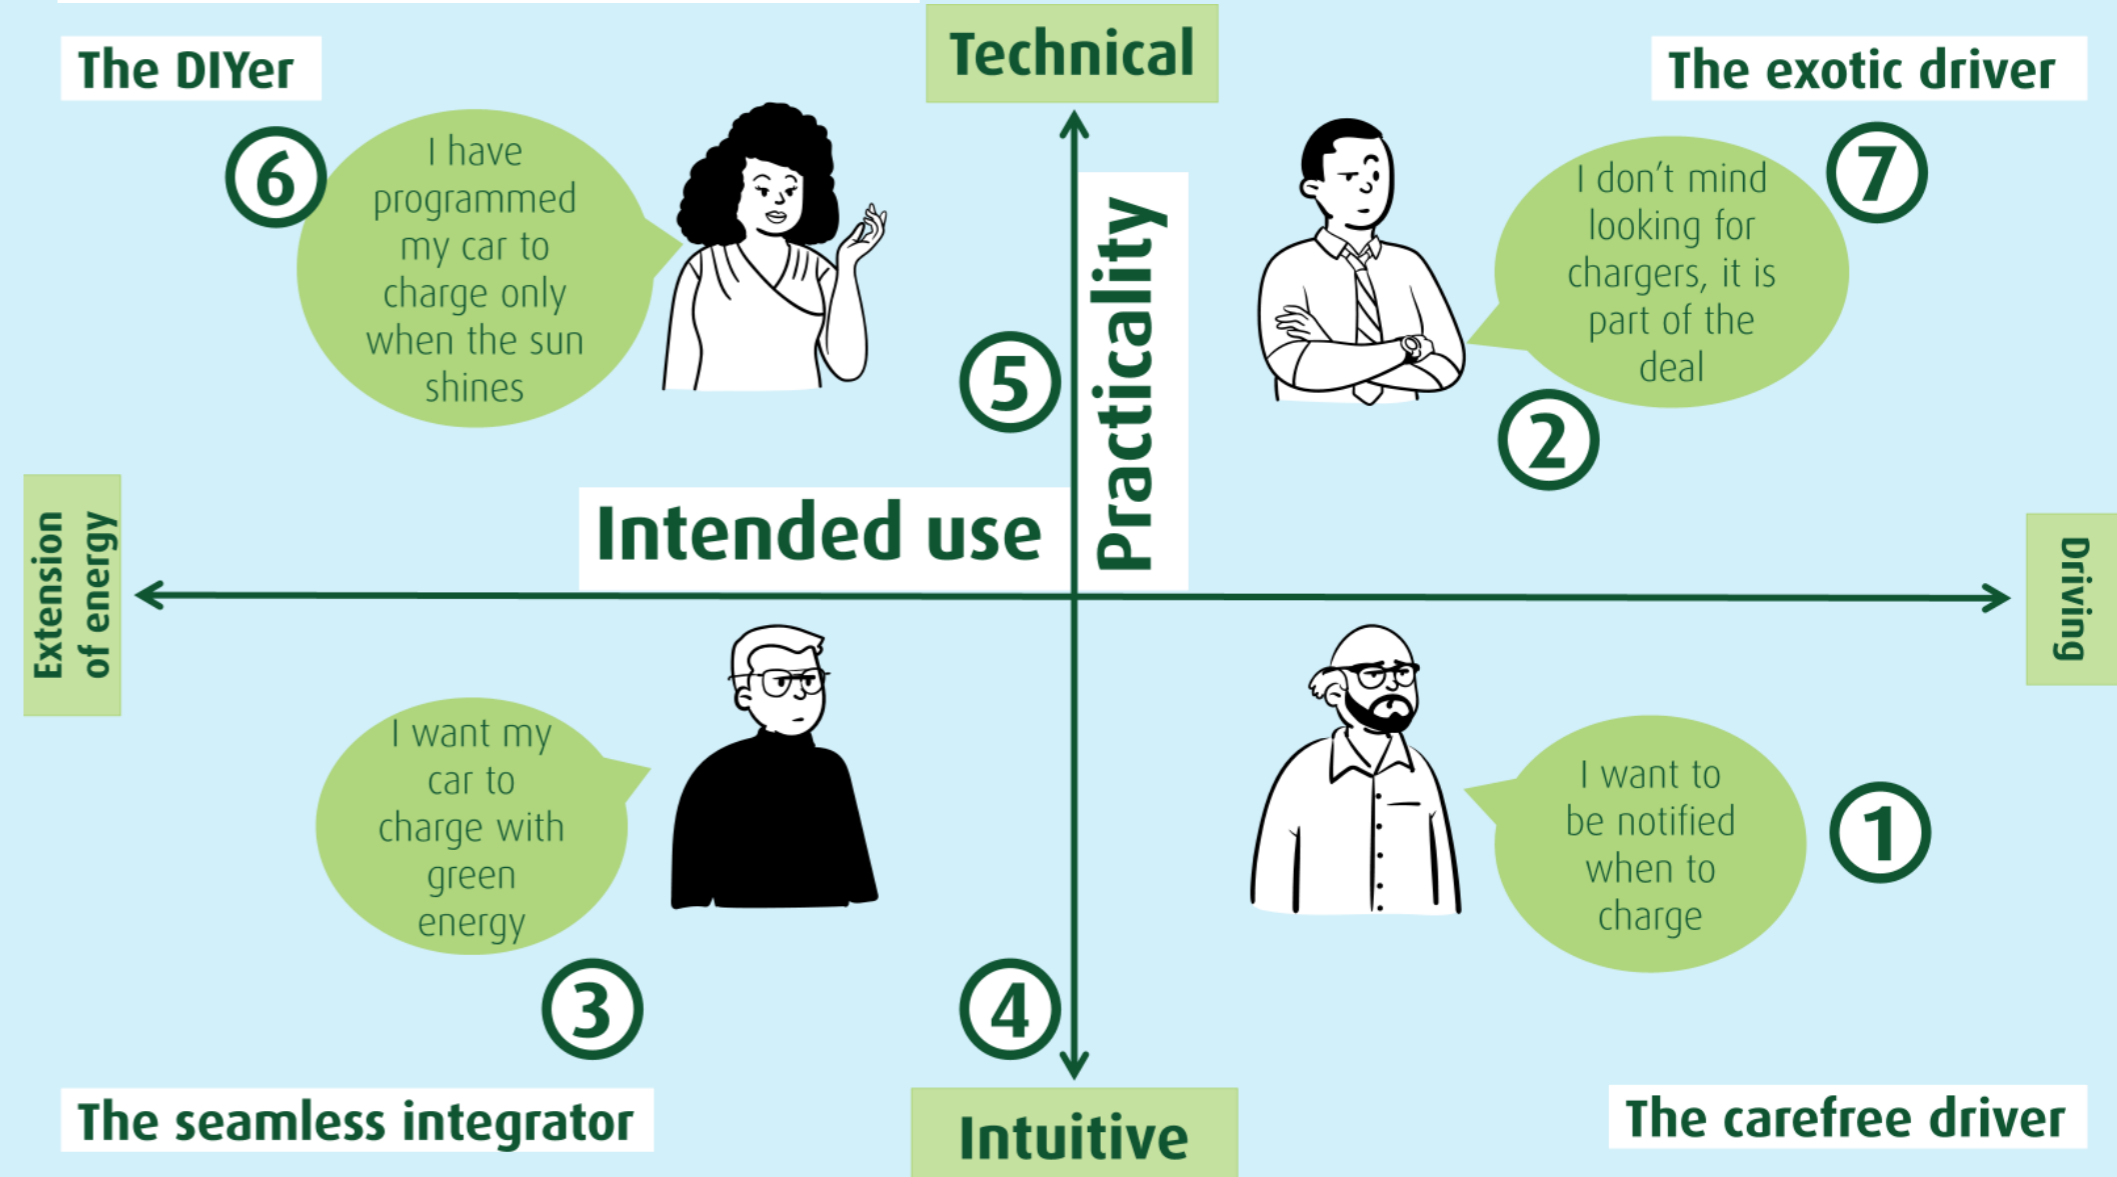 Technical
The DIYer
The exotic driver
6
I have
programmed
my car to
charge only
when the sun
shines
7
I don't mind
looking for
chargers, it is
part of the
deal
5
2
Practicality
Intended use
Extension
of energy
Driving
I want my
car to
charge with
green
energy
3
4
I want to
be notified
when to
charge
1
The seamless integrator
Intuitive
The carefree driver